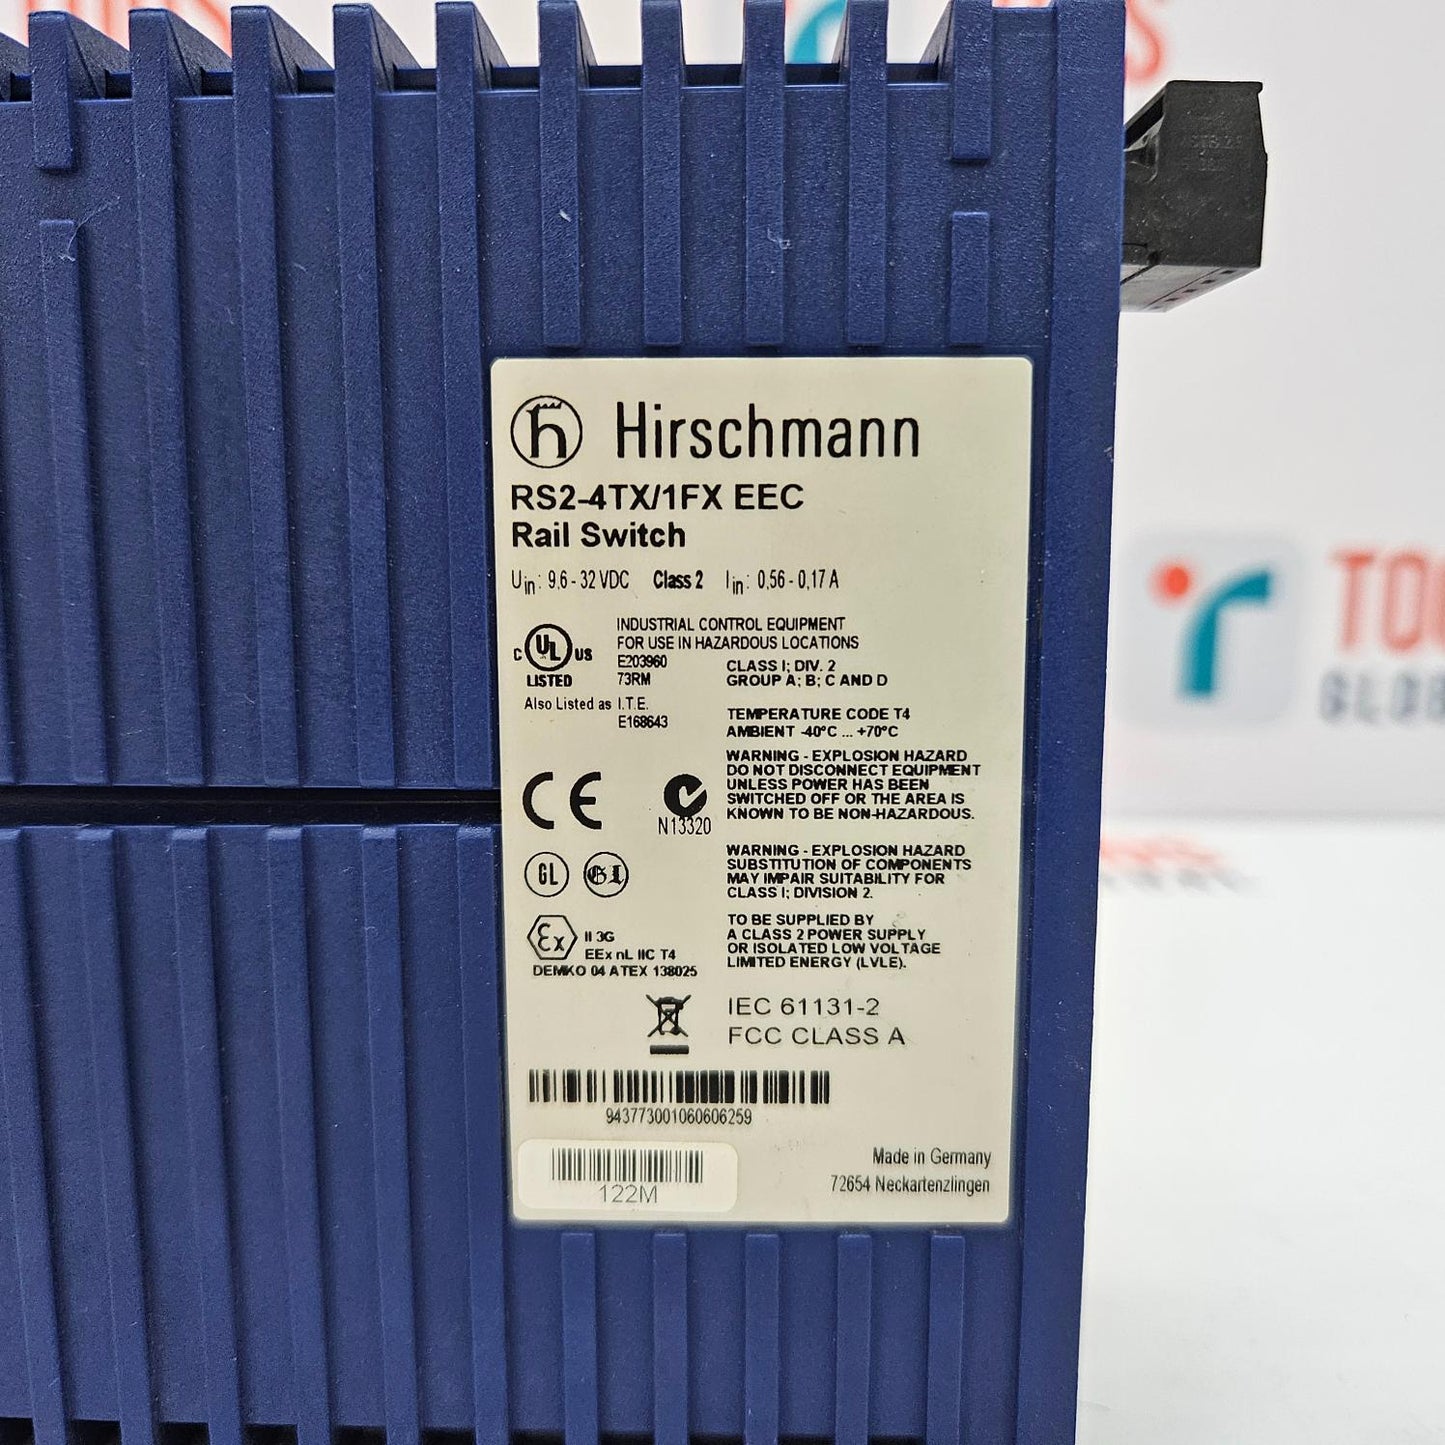 Hirschmann
RS2-4TX/1FX EEC
Rail Switch
Uin: 9,6 - 32 VDC Class 2 Iin: 0,56 - 0,17 A
INDUSTRIAL CONTROL EQUIPMENT
FOR USE IN HAZARDOUS LOCATIONS
C UL US
LISTED
E203960
73RM
CLASS I; DIV. 2
GROUP A; B; C AND D
Also Listed as I.T.E.
E168643
TEMPERATURE CODE T4
AMBIENT -40°C ... +70°C
WARNING - EXPLOSION HAZARD
DO NOT DISCONNECT EQUIPMENT
UNLESS POWER HAS BEEN
SWITCHED OFF OR THE AREA IS
KNOWN TO BE NON-HAZARDOUS.
CE
N13320
WARNING - EXPLOSION HAZARD
SUBSTITUTION OF COMPONENTS
MAY IMPAIR SUITABILITY FOR
CLASS I; DIVISION 2.
GL GL
TO BE SUPPLIED BY
A CLASS 2 POWER SUPPLY
OR ISOLATED LOW VOLTAGE
LIMITED ENERGY (LVLE).
Ex II 3G
EEx nL IIC T4
DEMKO 04 ATEX 138025
IEC 61131-2
FCC CLASS A
943773001060606259
122M
Made in Germany
72654 Neckartenzlingen